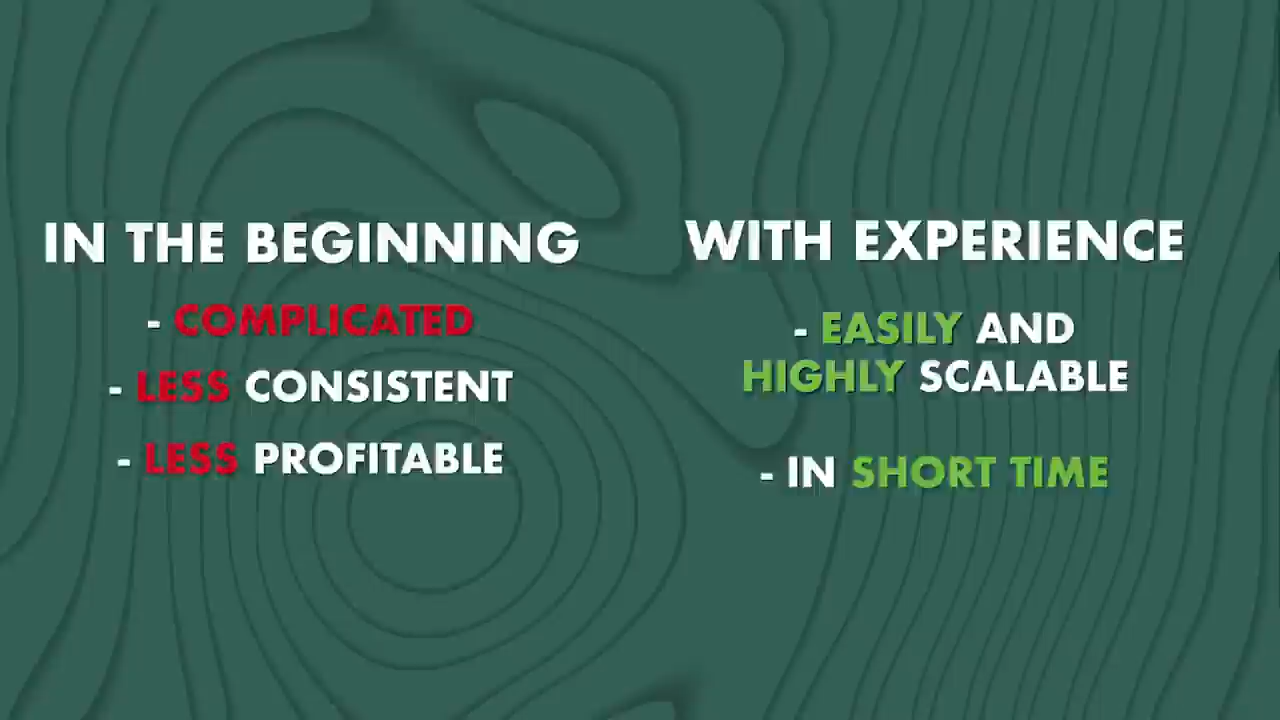 IN THE BEGINNING
- COMPLICATED
- LESS CONSISTENT
- LESS PROFITABLE
WITH EXPERIENCE
- EASILY AND
HIGHLY SCALABLE
- IN SHORT TIME